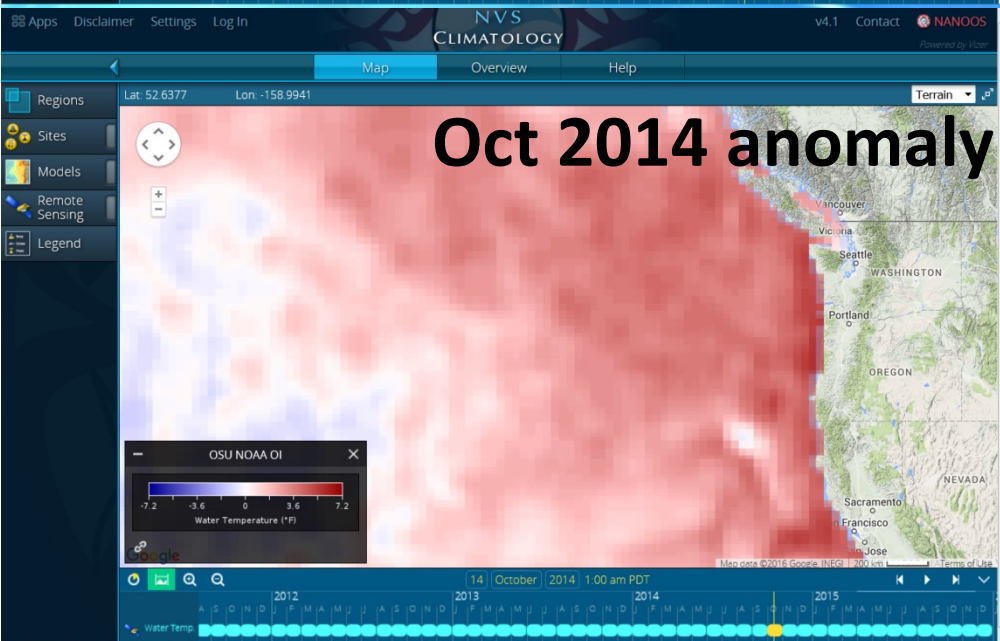 Apps Disclaimer Settings Log In
NVS
CLIMATOLOGY
v4.1 Contact NANOOS
Powered by Vizer
Map Overview Help
Regions
Sites
Models
Remote
Sensing
Legend
Lat: 52.6377 Lon: -158.9941
Terrain
Oct 2014 anomaly
Vancouver
Victoria
Seattle
WASHINGTON
Portland
OREGON
NEVADA
Sacramento
Francisco
Jose
OSU NOAA OI
-7.2 -3.6 0 3.6 7.2
Water Temperature (°F)
Google
Map data ©2016 Google, INEGI 200 km Terms of Use
14 October 2014 1:00 am PDT
2012 2013 2014 2015
A S O N D J F M A M J J A S O N D J F M A M J J A S O N D J F M A M J J A S O N D J F M A M J J A S O N D
Water Temp.